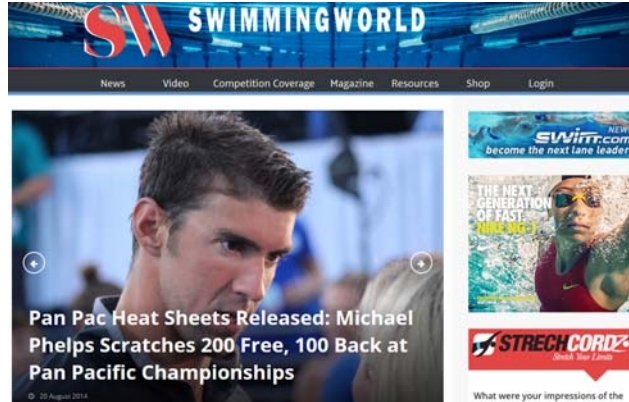 SW SWIMMINGWORLD
News Video Competition Coverage Magazine Resources Shop Login
NEW
swim.com
become the next lane leader
THE NEXT
GENERATION
OF FAST.
NIKE NG-1
Pan Pac Heat Sheets Released: Michael
Phelps Scratches 200 Free, 100 Back at
Pan Pacific Championships
20 August 2014
STRECHCORDZ
Stretch Your Limits
What were your impressions of the